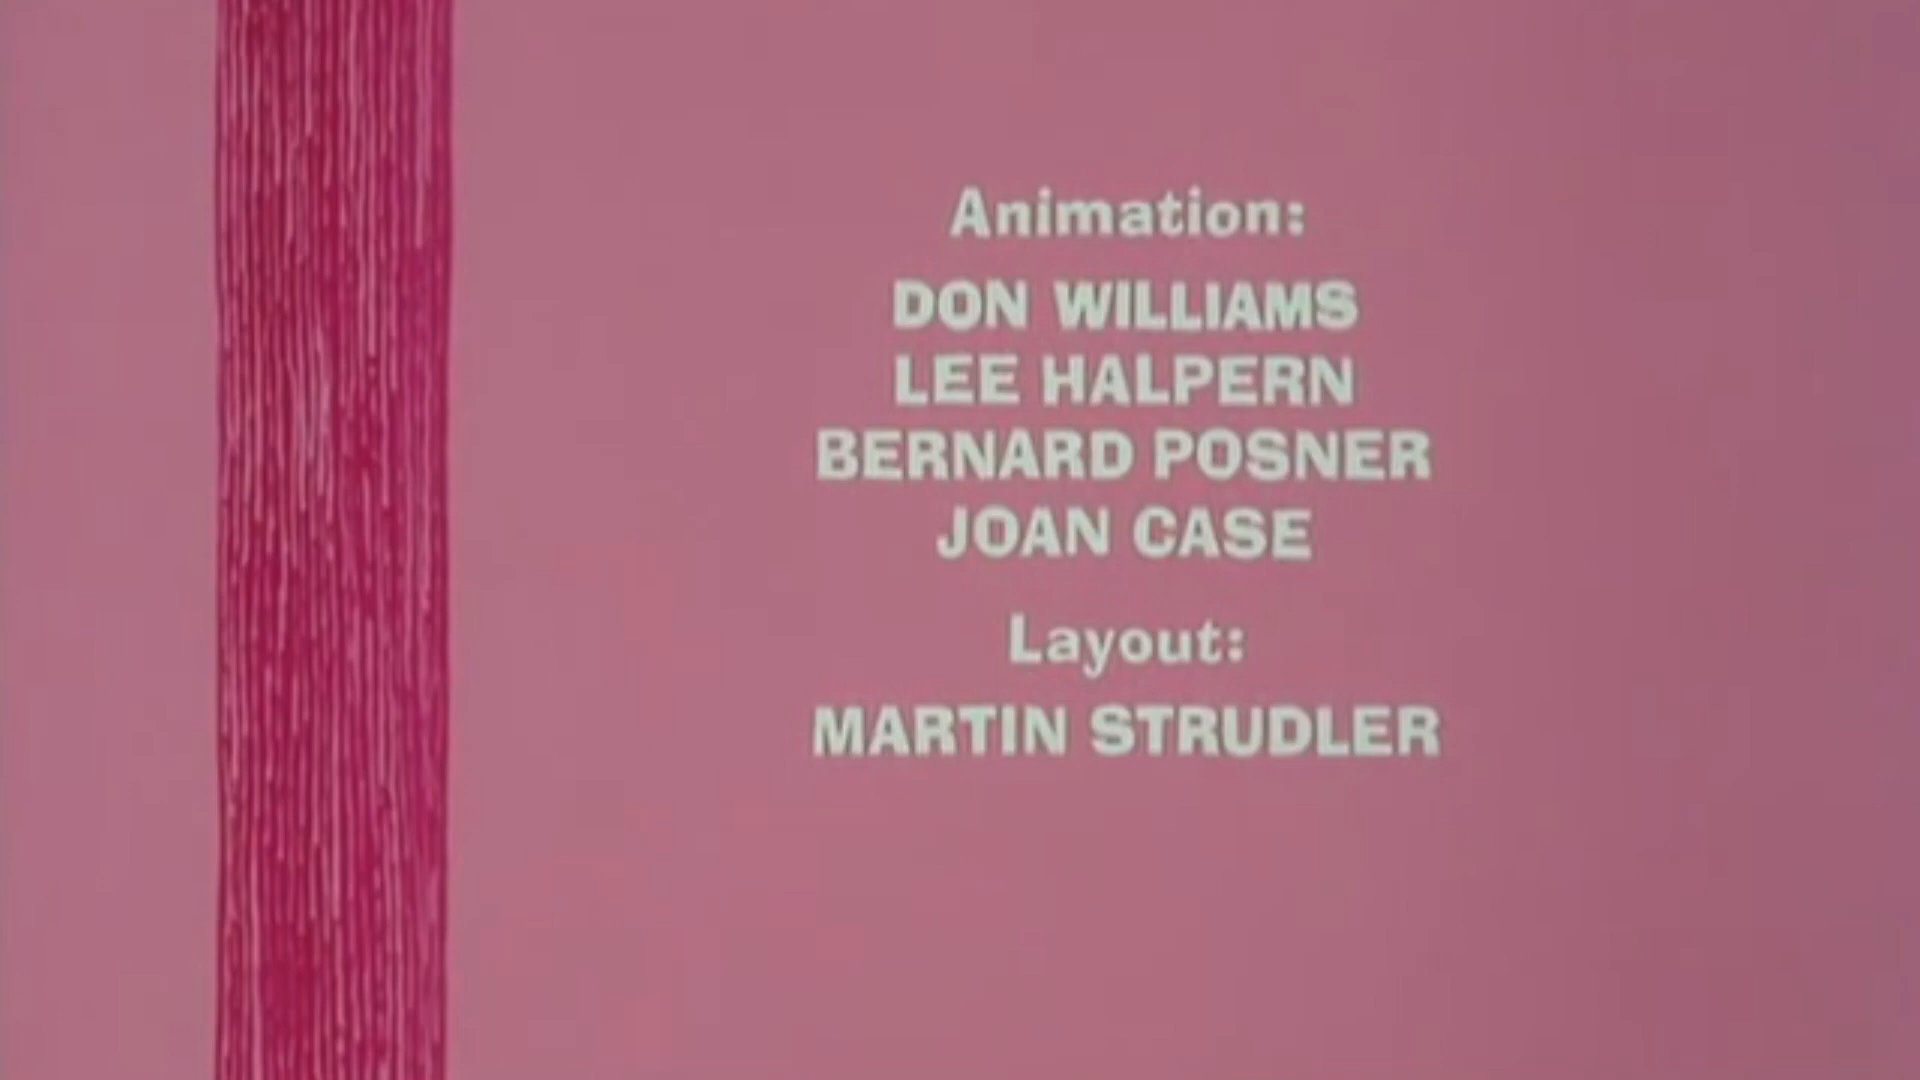 Animation:
DON WILLIAMS
LEE HALPERN
BERNARD POSNER
JOAN CASE
Layout:
MARTIN STRUDLER